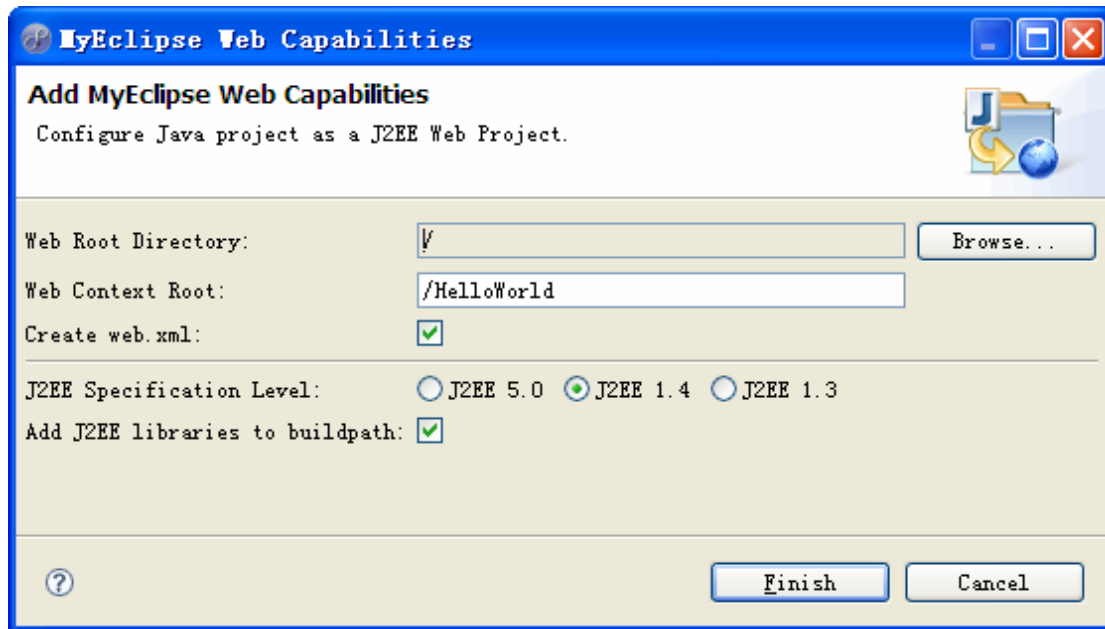 MyEclipse Web Capabilities
Add MyEclipse Web Capabilities
Configure Java project as a J2EE Web Project.
Web Root Directory: / Browse...
Web Context Root: /HelloWorld
Create web.xml:
J2EE Specification Level: J2EE 5.0 J2EE 1.4 J2EE 1.3
Add J2EE libraries to buildpath:
Finish Cancel